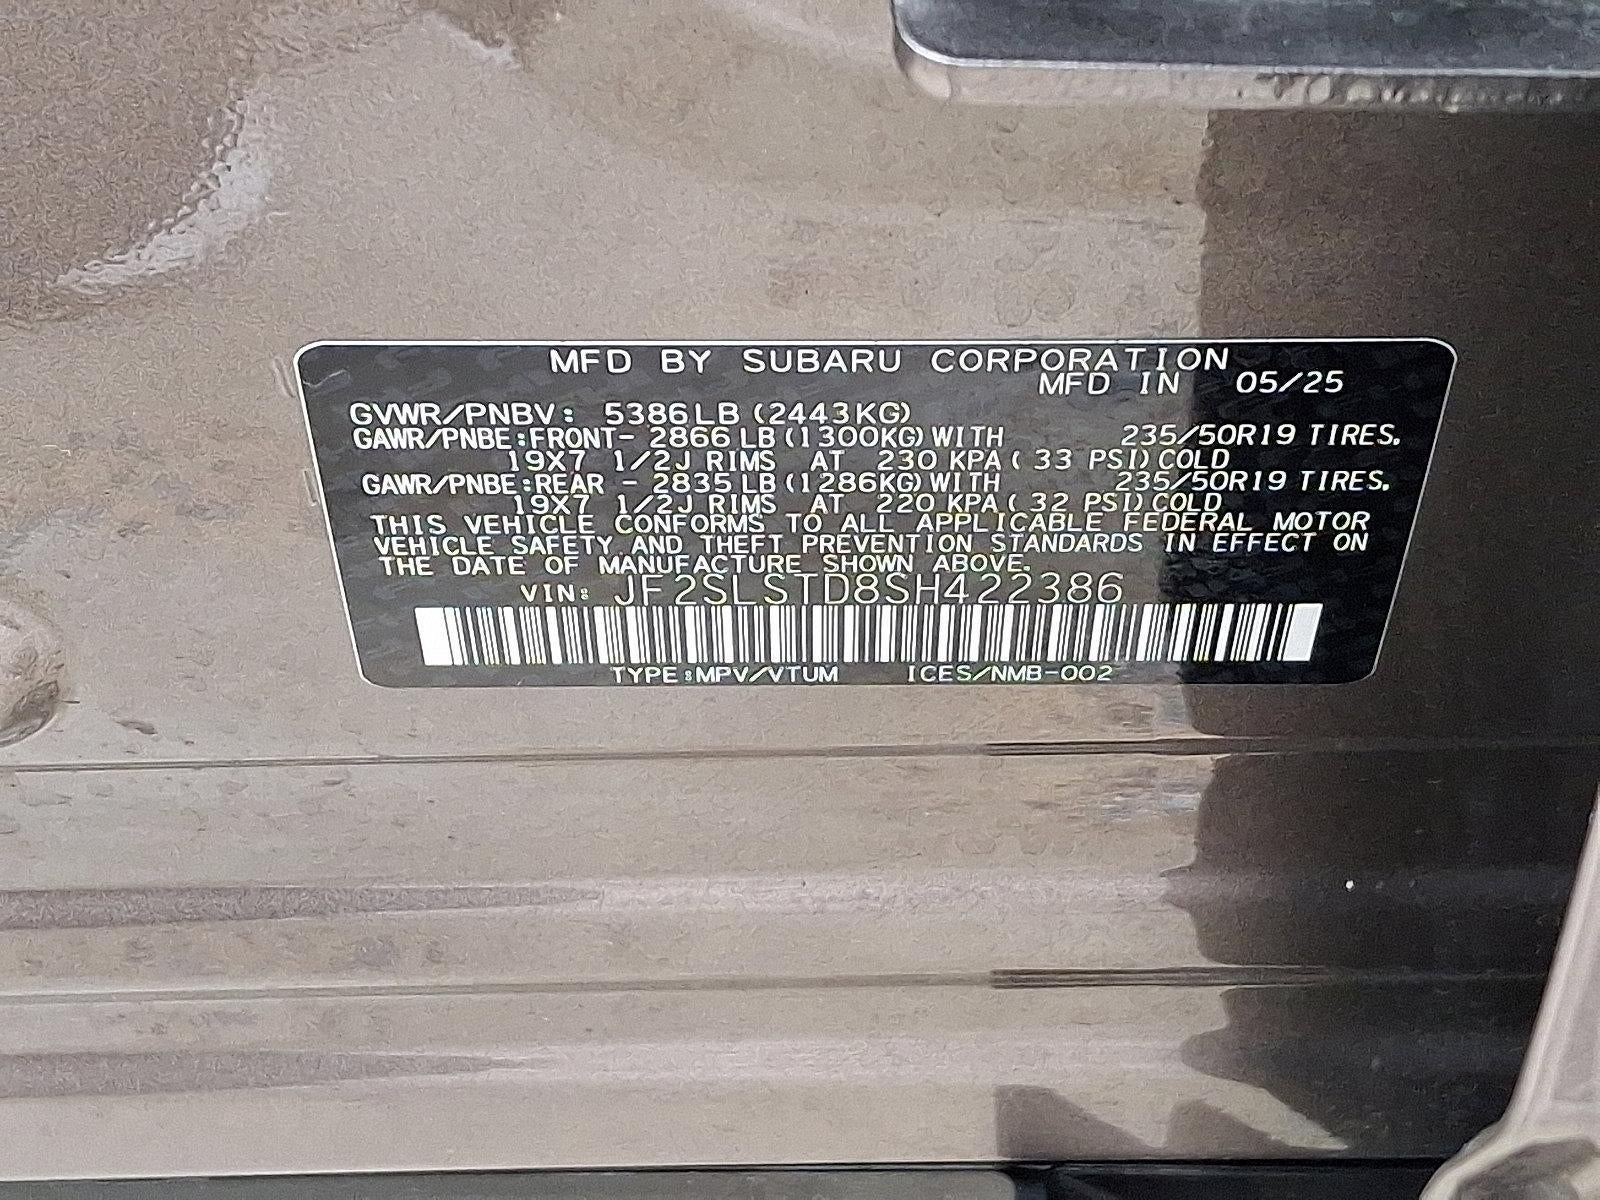 MFD BY SUBARU CORPORATION
MFD IN 05/25
GVWR/PNBV: 5386LB (2443KG)
GAWR/PNBE:FRONT- 2866 LB (1300KG) WITH 235/50R19 TIRES.
19X7 1/2J RIMS AT 230 KPA ( 33 PSI) COLD
GAWR/PNBE:REAR - 2835 LB (1286KG) WITH 235/50R19 TIRES.
19X7 1/2J RIMS AT 220 KPA ( 32 PSI) COLD
THIS VEHICLE CONFORMS TO ALL APPLICABLE FEDERAL MOTOR
VEHICLE SAFETY AND THEFT PREVENTION STANDARDS IN EFFECT ON
THE DATE OF MANUFACTURE SHOWN ABOVE.
VIN: JF2SLSTD8SH422386
TYPE:MPV/VTUM ICES/NMB-002